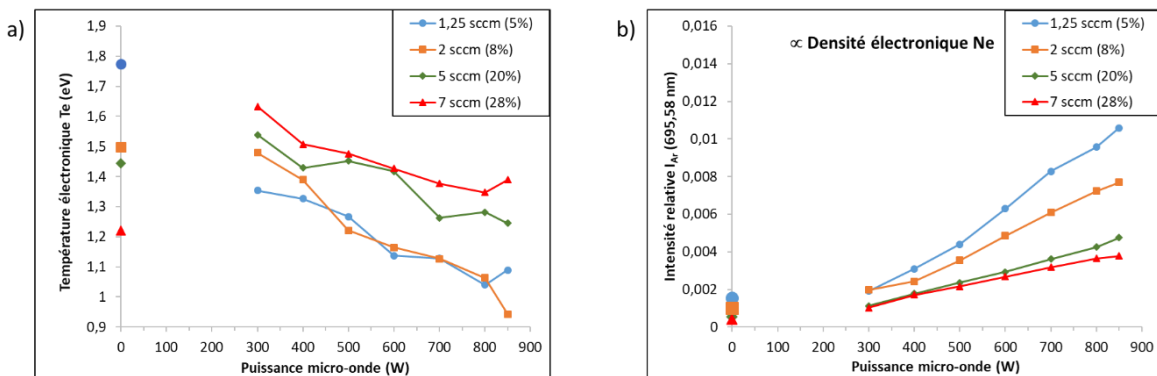 a)
Température électronique Te (eV)
1,9
1,8
1,7
1,6
1,5
1,4
1,3
1,2
1,1
1
0,9
0 100 200 300 400 500 600 700 800 900
Puissance micro-onde (W)
1,25 sccm (5%)
2 sccm (8%)
5 sccm (20%)
7 sccm (28%)
b)
Intensité relative I_Ar (695,58 nm)
0,016
0,014
0,012
0,01
0,008
0,006
0,004
0,002
0
0 100 200 300 400 500 600 700 800 900
Puissance micro-onde (W)
∝ Densité électronique Ne
1,25 sccm (5%)
2 sccm (8%)
5 sccm (20%)
7 sccm (28%)